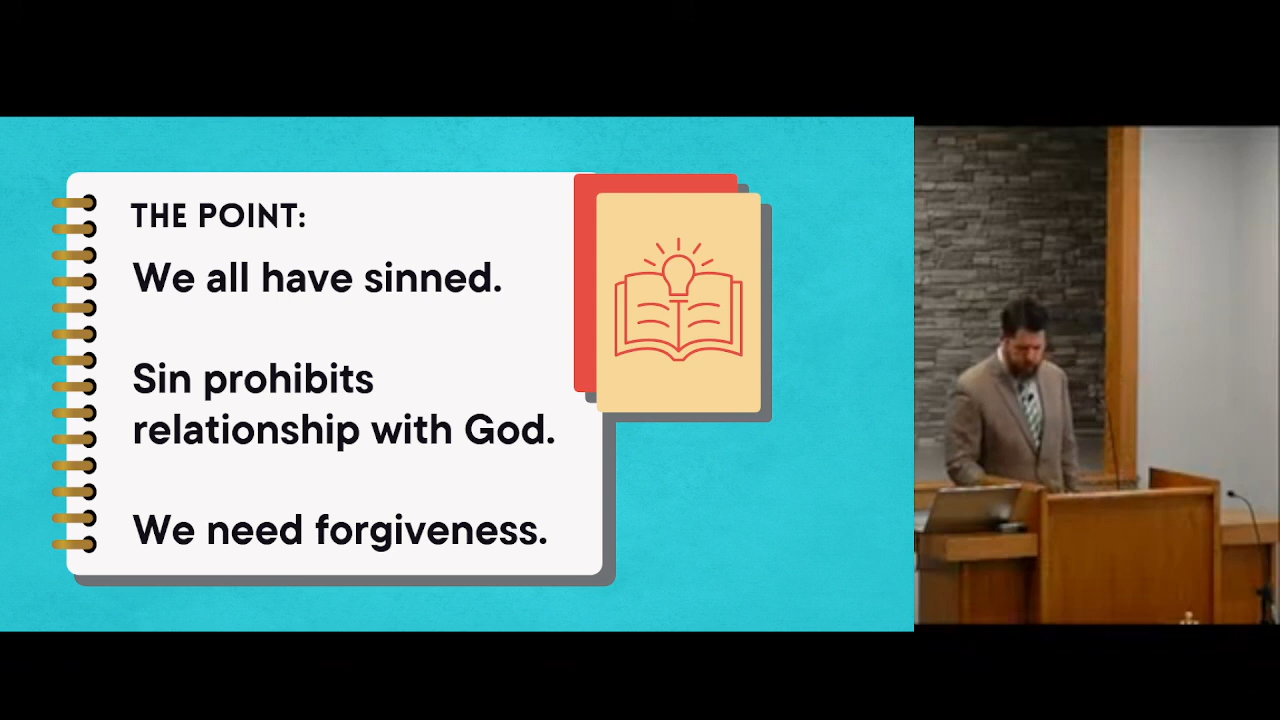 THE POINT:
We all have sinned.
Sin prohibits
relationship with God.
We need forgiveness.